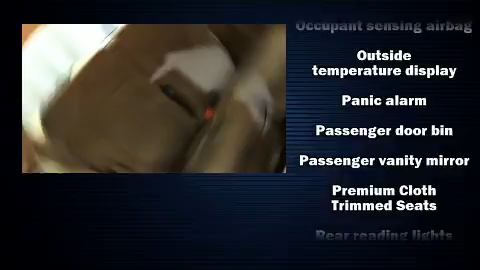 Occupant sensing airbag
Outside
temperature display
Panic alarm
Passenger door bin
Passenger vanity mirror
Premium Cloth
Trimmed Seats
Rear reading lights